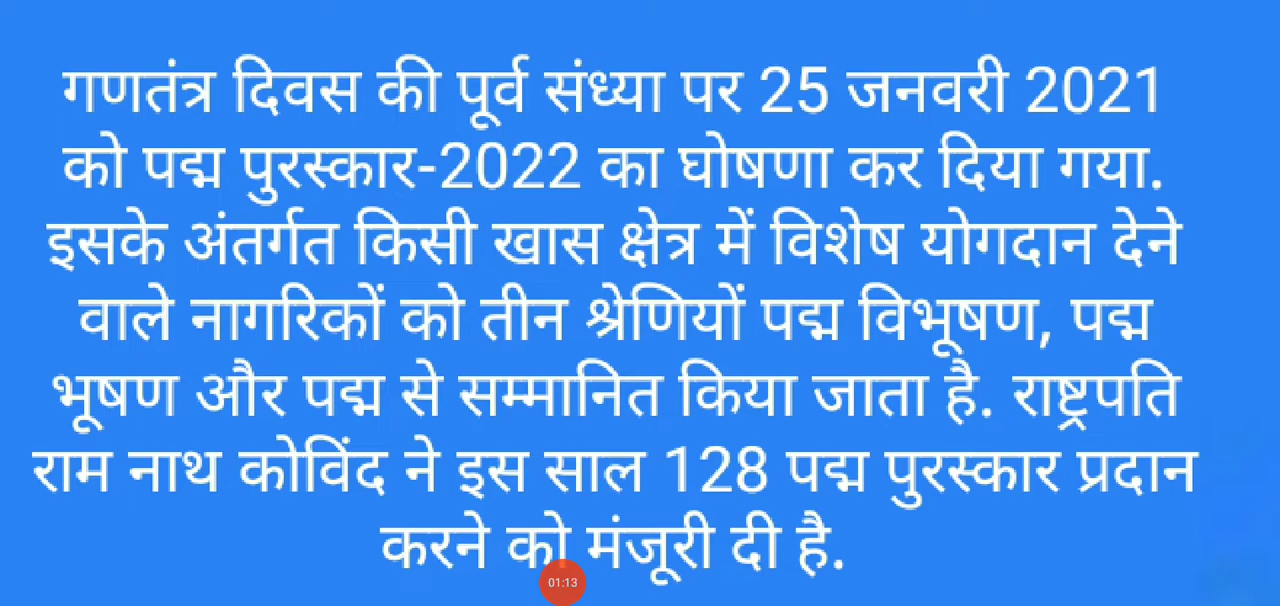 गणतंत्र दिवस की पूर्व संध्या पर 25 जनवरी 2021
को पद्म पुरस्कार-2022 का घोषणा कर दिया गया.
इसके अंतर्गत किसी खास क्षेत्र में विशेष योगदान देने
वाले नागरिकों को तीन श्रेणियों पद्म विभूषण, पद्म
भूषण और पद्म से सम्मानित किया जाता है. राष्ट्रपति
राम नाथ कोविंद ने इस साल 128 पद्म पुरस्कार प्रदान
करने को मंजूरी दी है.
01:13